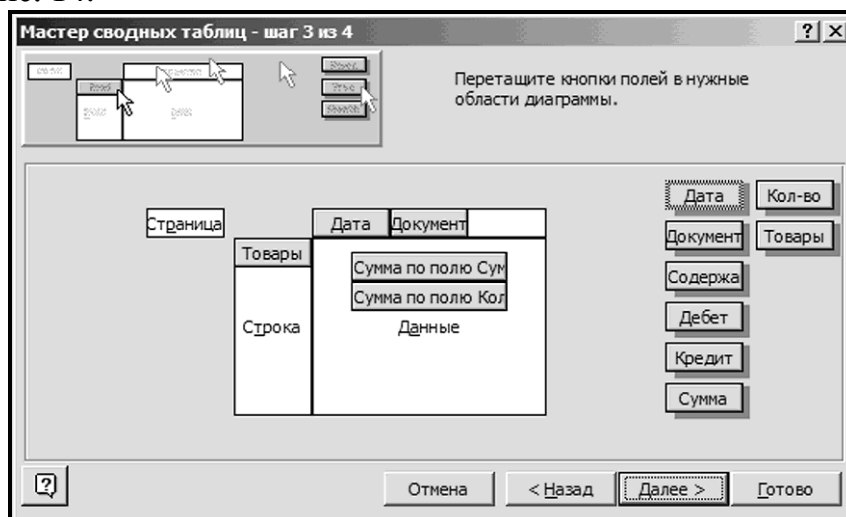 Мастер сводных таблиц - шаг 3 из 4
Перетащите кнопки полей в нужные
области диаграммы.
Страница
Дата Документ
Товары
Сумма по полю Сум
Сумма по полю Кол
Строка
Данные
Дата Кол-во
Документ Товары
Содержа
Дебет
Кредит
Сумма
Отмена < Назад Далее > Готово